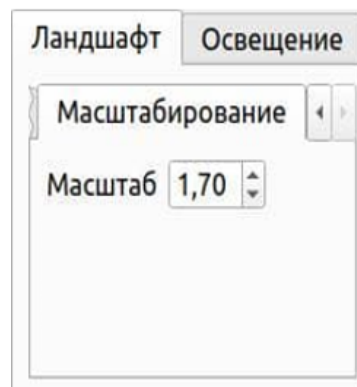 Ландшафт Освещение
Масштабирование
Масштаб 1,70